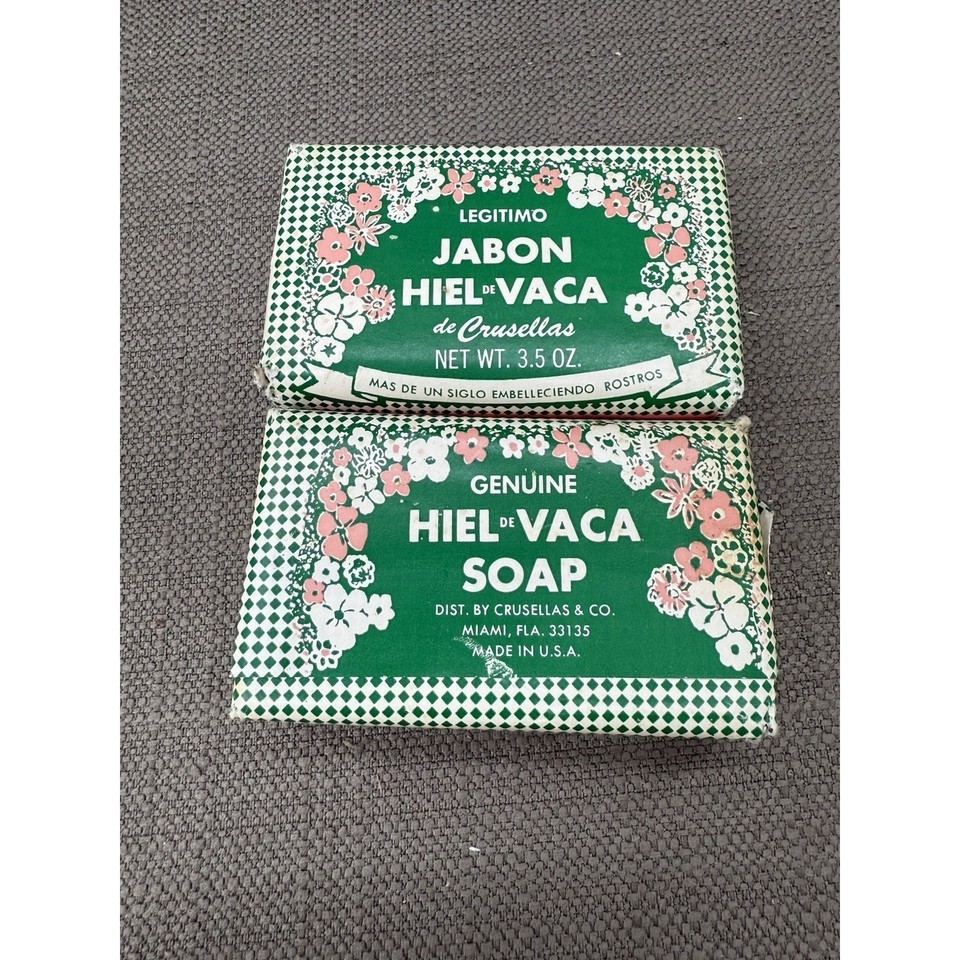 LEGITIMO
JABON
HIEL DE VACA
de Crusellas
NET WT. 3.5 OZ.
MAS DE UN SIGLO EMBELLECIENDO ROSTROS
GENUINE
HIEL DE VACA
SOAP
DIST. BY CRUSELLAS & CO.
MIAMI, FLA. 33135
MADE IN U.S.A.